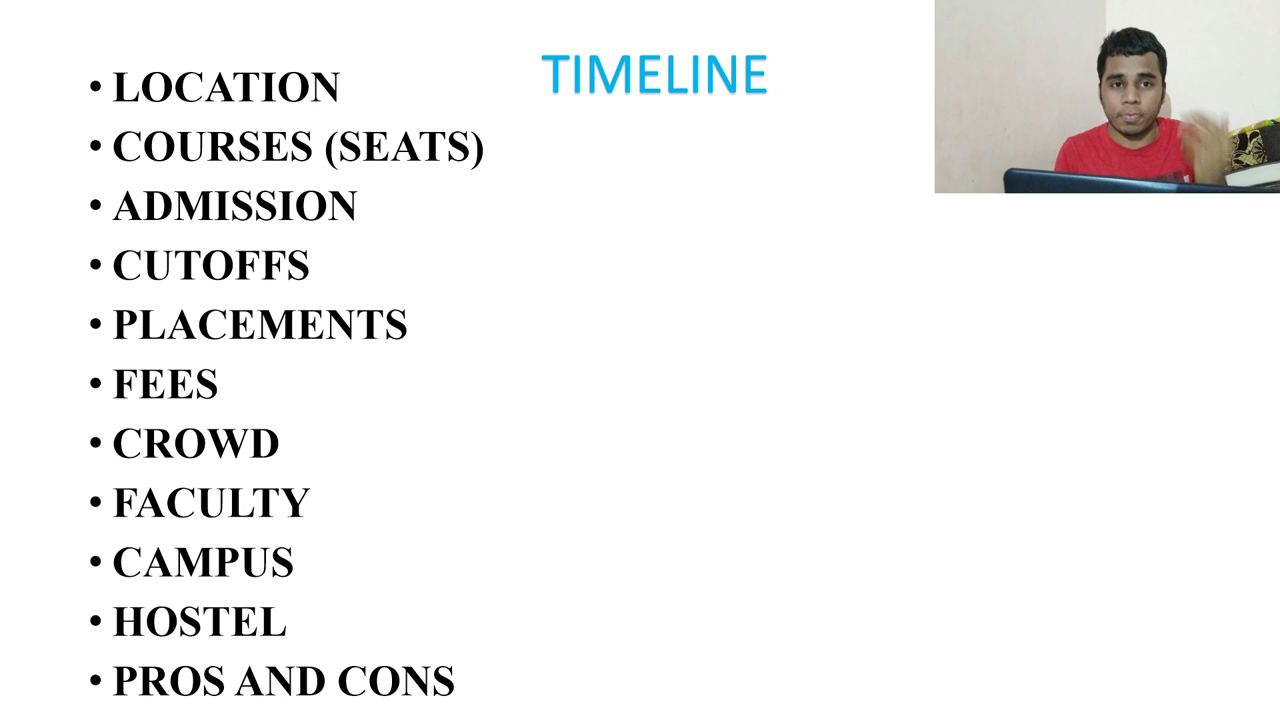 TIMELINE
• LOCATION
• COURSES (SEATS)
• ADMISSION
• CUTOFFS
• PLACEMENTS
• FEES
• CROWD
• FACULTY
• CAMPUS
• HOSTEL
• PROS AND CONS